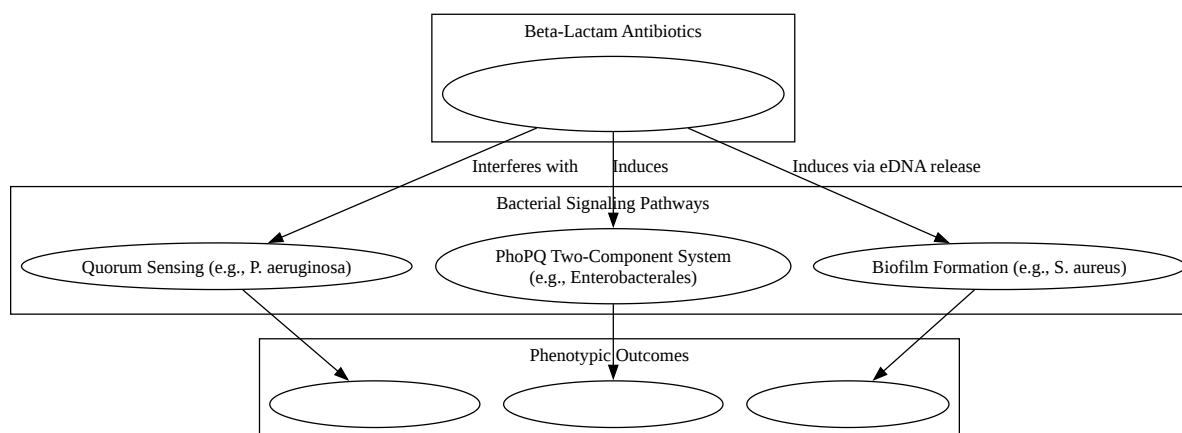 Beta-Lactam Antibiotics
Interferes with
Induces
Induces via eDNA release
Bacterial Signaling Pathways
Quorum Sensing (e.g., P. aeruginosa)
PhoPQ Two-Component System
(e.g., Enterobacterales)
Biofilm Formation (e.g., S. aureus)
Phenotypic Outcomes